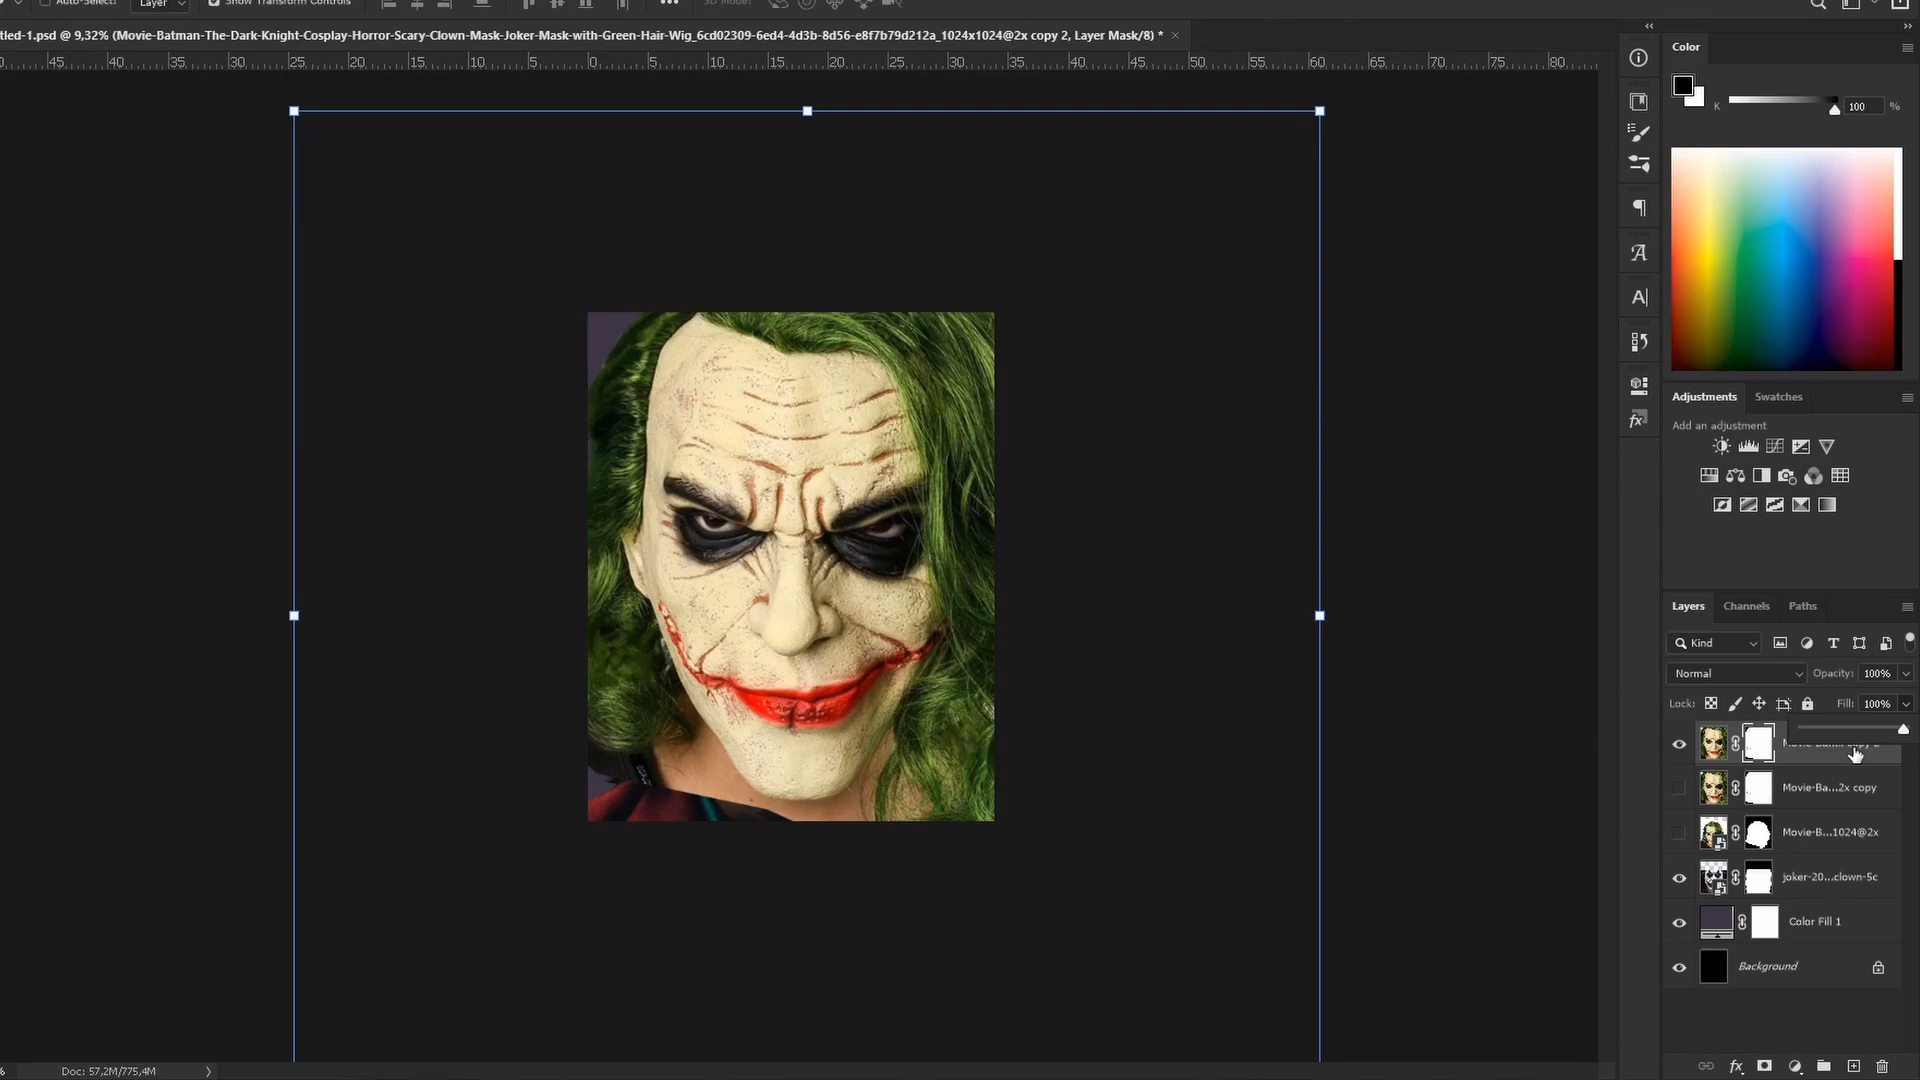 Auto-Select: Layer Show Transform Controls 3D Mode:
tled-1.psd @ 9,32% (Movie-Batman-The-Dark-Knight-Cosplay-Horror-Scary-Clown-Mask-Joker-Mask-with-Green-Hair-Wig_6cd02309-6ed4-4d3b-8d56-e8f7b79d212a_1024x1024@2x copy 2, Layer Mask/8) *
45 40 35 30 25 20 15 10 5 0 5 10 15 20 25 30 35 40 45 50 55 60 65 70 75 80
Color
K 100 %
Adjustments Swatches
Add an adjustment
Layers Channels Paths
Kind
Normal Opacity: 100%
Lock: Fill: 100%
Movie-Ba...2x copy
Movie-B...1024@2x
joker-20...clown-5c
Color Fill 1
Background
% Doc: 57,2M/775,4M